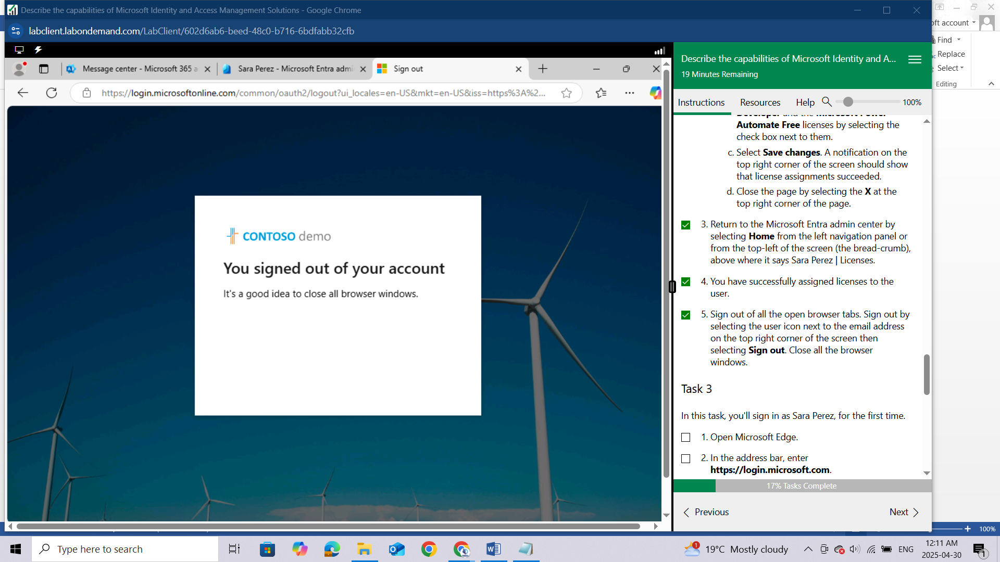 Describe the capabilities of Microsoft Identity and Access Management Solutions - Google Chrome
labclient.labondemand.com/LabClient/602d6ab6-beed-48c0-b716-6bdfabb32cfb
Message center - Microsoft 365 a
Sara Perez - Microsoft Entra admi
Sign out
https://login.microsoftonline.com/common/oauth2/logout?ui_locales=en-US&mkt=en-US&iss=https%3A%2...
CONTOSO demo
You signed out of your account
It's a good idea to close all browser windows.
Describe the capabilities of Microsoft Identity and A...
19 Minutes Remaining
Instructions
Resources
Help
100%
Automate Free licenses by selecting the
check box next to them.
c. Select Save changes. A notification on the
top right corner of the screen should show
that license assignments succeeded.
d. Close the page by selecting the X at the
top right corner of the page.
3. Return to the Microsoft Entra admin center by
selecting Home from the left navigation panel or
from the top-left of the screen (the bread-crumb),
above where it says Sara Perez | Licenses.
4. You have successfully assigned licenses to the
user.
5. Sign out of all the open browser tabs. Sign out by
selecting the user icon next to the email address
on the top right corner of the screen then
selecting Sign out. Close all the browser
windows.
Task 3
In this task, you'll sign in as Sara Perez, for the first time.
1. Open Microsoft Edge.
2. In the address bar, enter
https://login.microsoft.com.
17% Tasks Complete
Previous
Next
oft account
Find
Replace
Select
Editing
100%
Type here to search
19°C Mostly cloudy
ENG
12:11 AM
2025-04-30
1
1